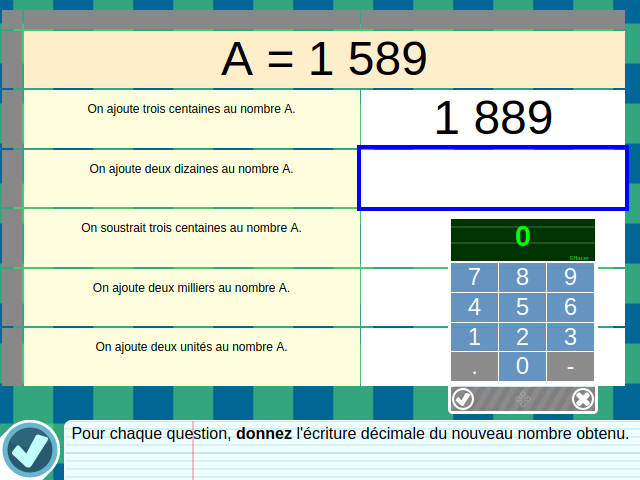 A = 1 589
On ajoute trois centaines au nombre A.
1 889
On ajoute deux dizaines au nombre A.
On soustrait trois centaines au nombre A.
0
Effacer
7 8 9
4 5 6
1 2 3
. 0 -
On ajoute deux milliers au nombre A.
On ajoute deux unités au nombre A.
Pour chaque question, donnez l'écriture décimale du nouveau nombre obtenu.